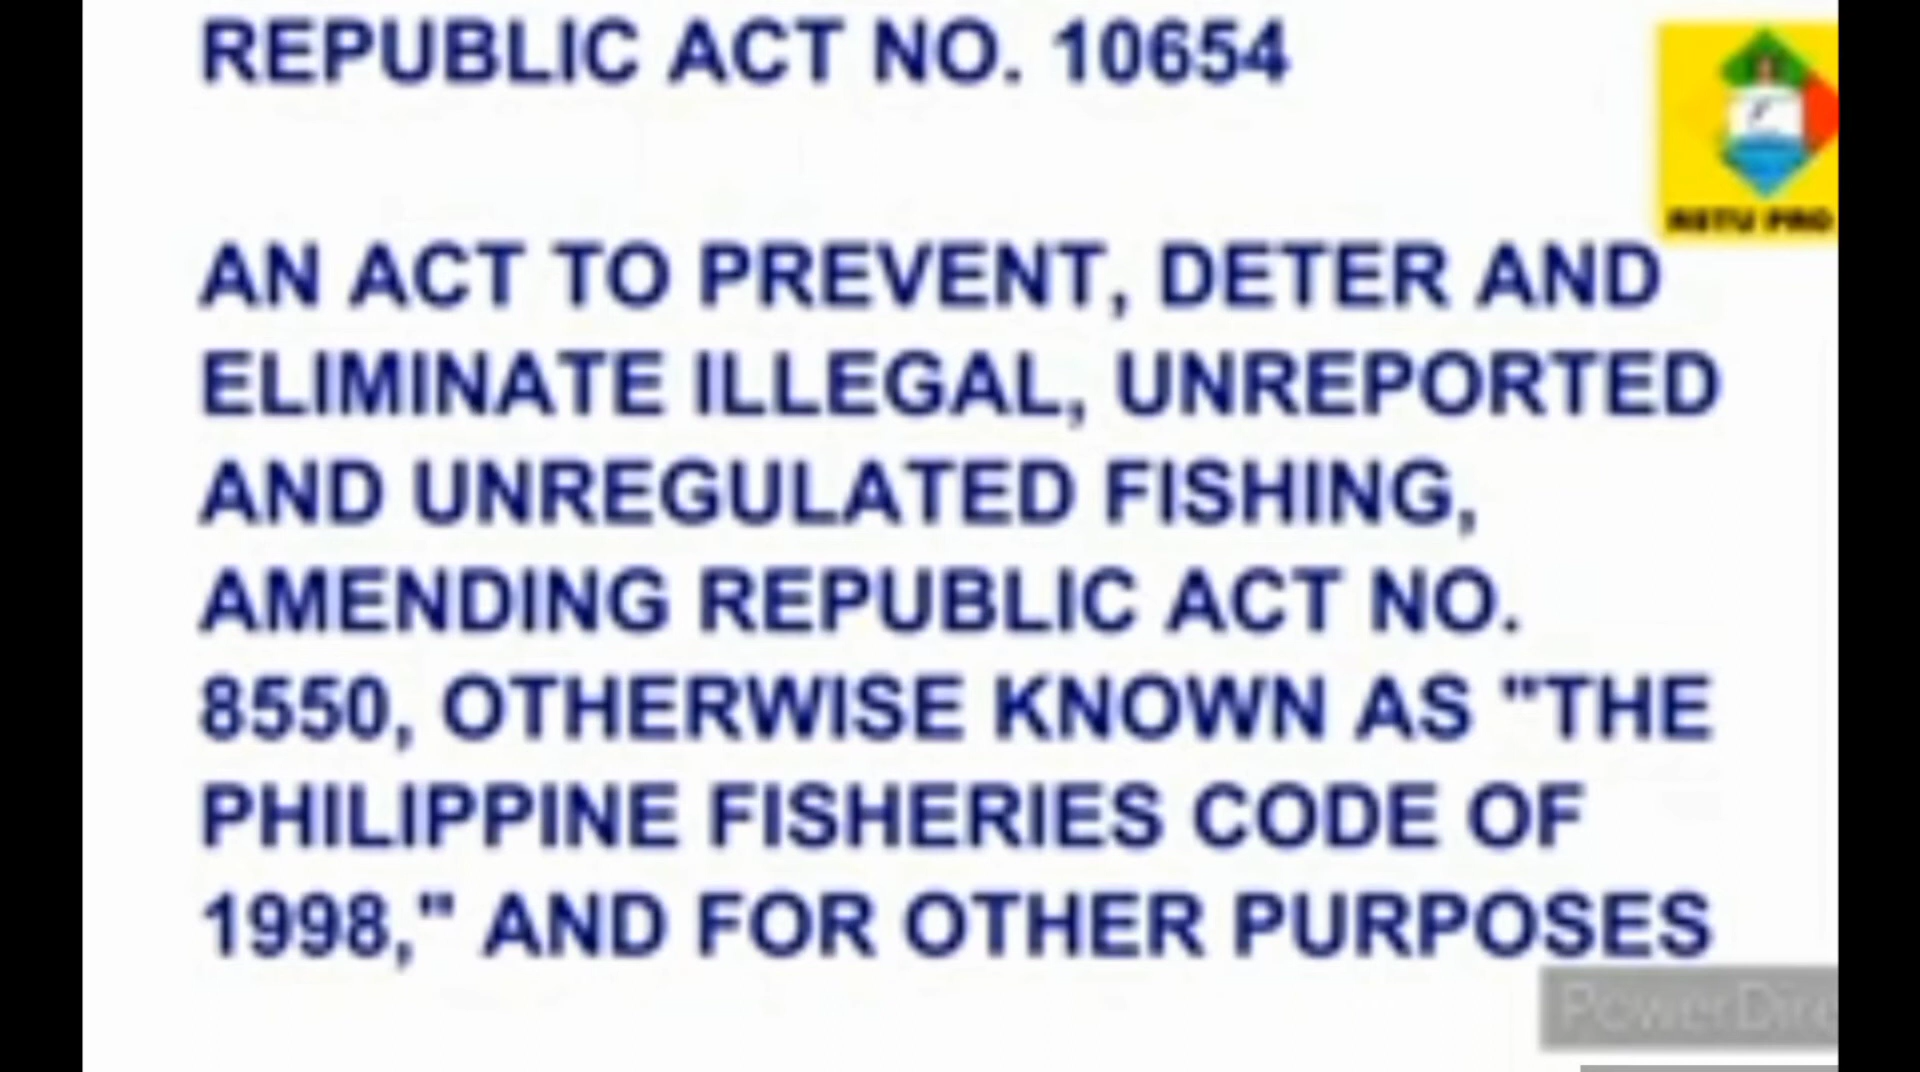 REPUBLIC ACT NO. 10654
AN ACT TO PREVENT, DETER AND
ELIMINATE ILLEGAL, UNREPORTED
AND UNREGULATED FISHING,
AMENDING REPUBLIC ACT NO.
8550, OTHERWISE KNOWN AS "THE
PHILIPPINE FISHERIES CODE OF
1998," AND FOR OTHER PURPOSES
PowerDire